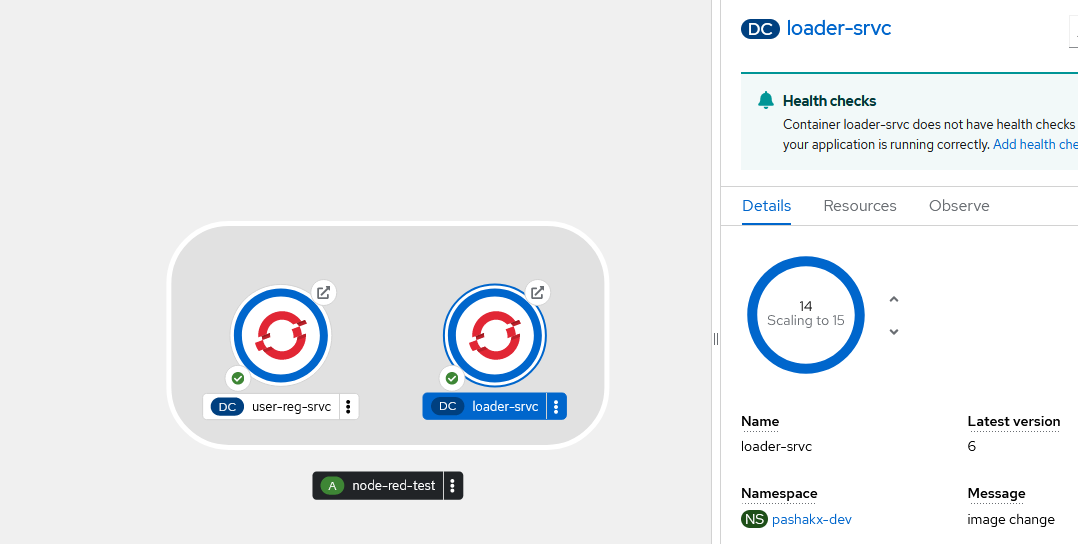 DC loader-srvc
Health checks
Container loader-srvc does not have health checks
your application is running correctly. Add health che
Details Resources Observe
14
Scaling to 15
DC user-reg-srvc
DC loader-srvc
A node-red-test
Name Latest version
loader-srvc 6
Namespace Message
NS pashakx-dev image change